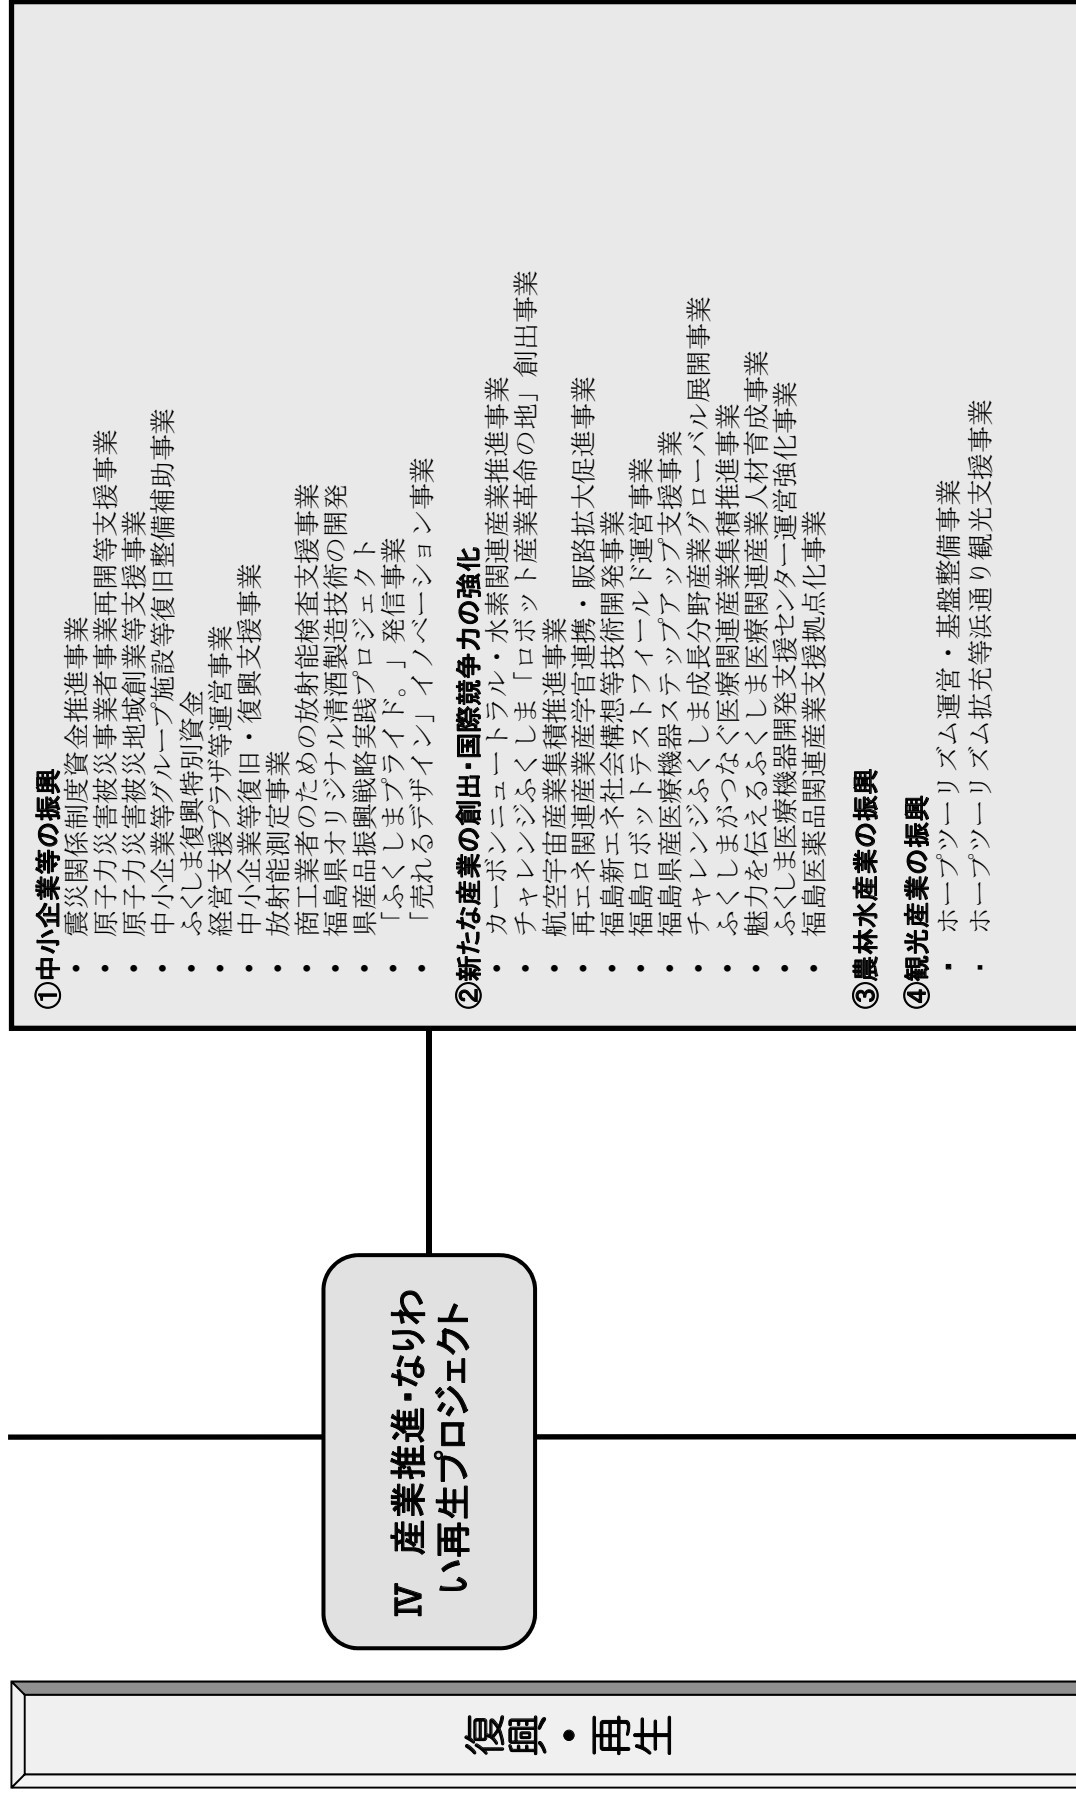 復興・再生
Ⅳ　産業推進・なりわ
い再生プロジェクト
①中小企業等の振興
・ 震災関係制度資金推進事業
・ 原子力災害被災事業者事業再開等支援事業
・ 原子力災害被災地域創業等支援事業
・ 中小企業等グループ施設等復旧整備補助事業
・ ふくしま復興特別資金
・ 経営支援プラザ等運営事業
・ 中小企業等復旧・復興支援事業
・ 放射能測定事業
・ 商工業者のための放射能検査支援事業
・ 福島県オリジナル清酒製造技術の開発
・ 県産品振興戦略実践プロジェクト
・ 「ふくしまプライド。」発信事業
・ 「売れるデザイン」イノベーション事業
②新たな産業の創出・国際競争力の強化
・ カーボンニュートラル・水素関連産業推進事業
・ チャレンジふくしま「ロボット産業革命の地」創出事業
・ 航空宇宙産業集積推進事業
・ 再エネ関連産業産学官連携・販路拡大促進事業
・ 福島新エネ社会構想等技術開発事業
・ 福島ロボットテストフィールド運営事業
・ 福島県産医療機器ステップアップ支援事業
・ チャレンジふくしま成長分野産業グローバル展開事業
・ ふくしまがつなぐ医療関連産業集積推進事業
・ 魅力を伝えるふくしま医療関連産業人材育成事業
・ ふくしま医療機器開発支援センター運営強化事業
・ 福島医薬品関連産業支援拠点化事業
③農林水産業の振興
④観光産業の振興
・ ホープツーリズム運営・基盤整備事業
・ ホープツーリズム拡充等浜通り観光支援事業